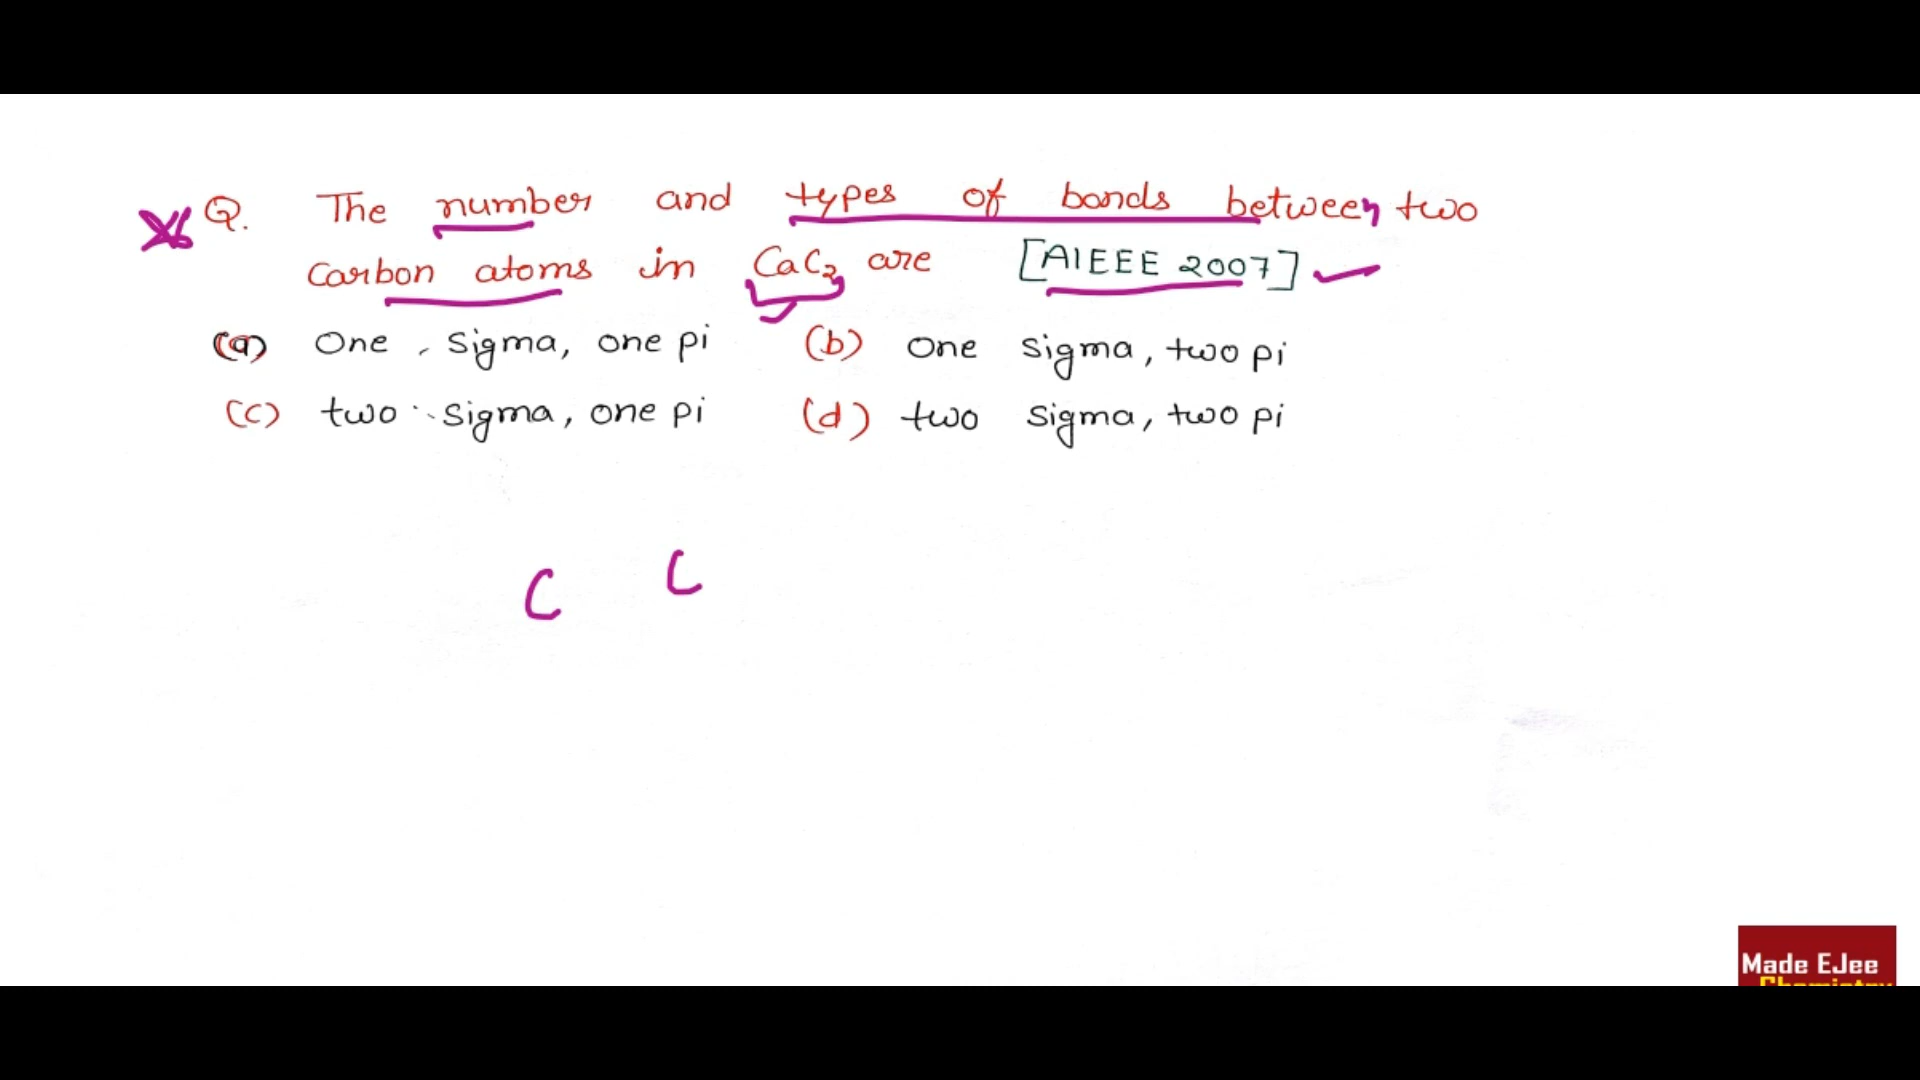 Q. The number and types of bonds between two
Carbon atoms in CaC₂ are [AIEEE 2007]
(a) One, Sigma, one pi (b) One Sigma, two pi
(c) two Sigma, one pi (d) two Sigma, two pi
C C
Made EJee
Chemistry